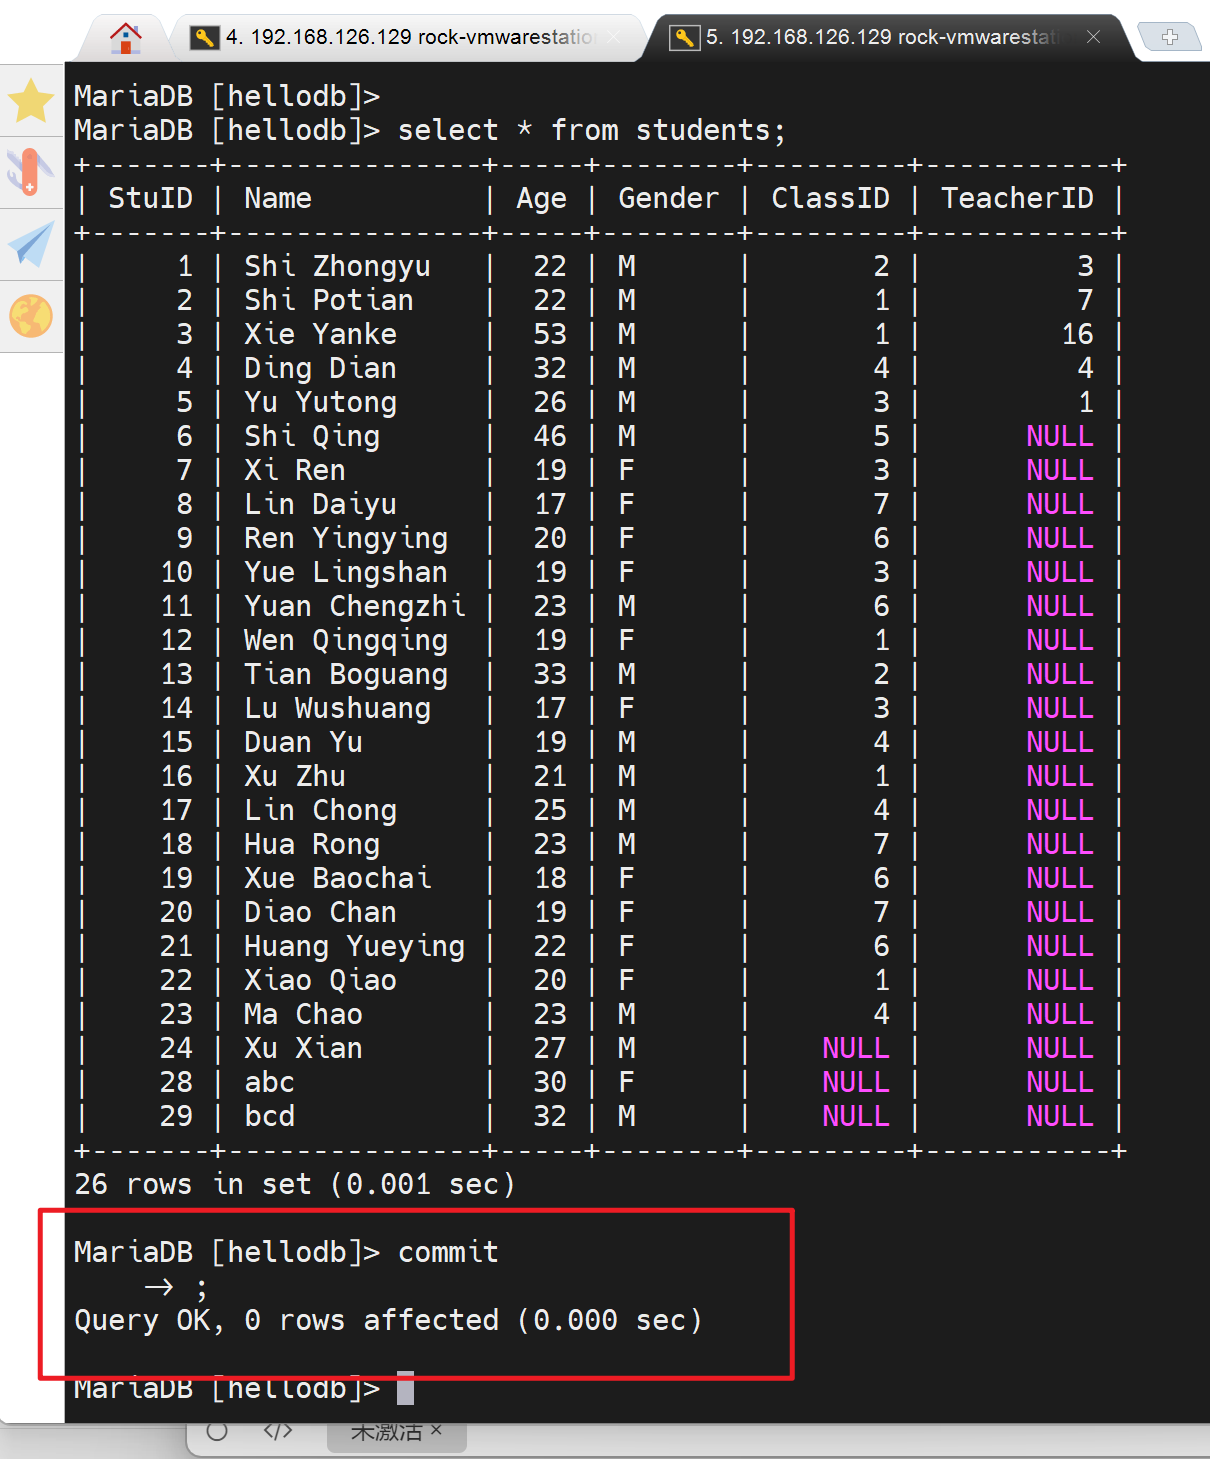 4. 192.168.126.129 rock-vmwarestatio
5. 192.168.126.129 rock-vmwarestat
MariaDB [hellodb]>
MariaDB [hellodb]> select * from students;
+-------+---------------+-----+--------+---------+-----------+
| StuID | Name          | Age | Gender | ClassID | TeacherID |
+-------+---------------+-----+--------+---------+-----------+
|     1 | Shi Zhongyu   |  22 | M      |       2 |         3 |
|     2 | Shi Potian    |  22 | M      |       1 |         7 |
|     3 | Xie Yanke     |  53 | M      |       1 |        16 |
|     4 | Ding Dian     |  32 | M      |       4 |         4 |
|     5 | Yu Yutong     |  26 | M      |       3 |         1 |
|     6 | Shi Qing      |  46 | M      |       5 |      NULL |
|     7 | Xi Ren        |  19 | F      |       3 |      NULL |
|     8 | Lin Daiyu     |  17 | F      |       7 |      NULL |
|     9 | Ren Yingying  |  20 | F      |       6 |      NULL |
|    10 | Yue Lingshan  |  19 | F      |       3 |      NULL |
|    11 | Yuan Chengzhi |  23 | M      |       6 |      NULL |
|    12 | Wen Qingqing  |  19 | F      |       1 |      NULL |
|    13 | Tian Boguang  |  33 | M      |       2 |      NULL |
|    14 | Lu Wushuang   |  17 | F      |       3 |      NULL |
|    15 | Duan Yu       |  19 | M      |       4 |      NULL |
|    16 | Xu Zhu        |  21 | M      |       1 |      NULL |
|    17 | Lin Chong     |  25 | M      |       4 |      NULL |
|    18 | Hua Rong      |  23 | M      |       7 |      NULL |
|    19 | Xue Baochai   |  18 | F      |       6 |      NULL |
|    20 | Diao Chan     |  19 | F      |       7 |      NULL |
|    21 | Huang Yueying |  22 | F      |       6 |      NULL |
|    22 | Xiao Qiao     |  20 | F      |       1 |      NULL |
|    23 | Ma Chao       |  23 | M      |       4 |      NULL |
|    24 | Xu Xian       |  27 | M      |    NULL |      NULL |
|    28 | abc           |  30 | F      |    NULL |      NULL |
|    29 | bcd           |  32 | M      |    NULL |      NULL |
+-------+---------------+-----+--------+---------+-----------+
26 rows in set (0.001 sec)
MariaDB [hellodb]> commit
    -> ;
Query OK, 0 rows affected (0.000 sec)
MariaDB [hellodb]>
</> 未激活 ×